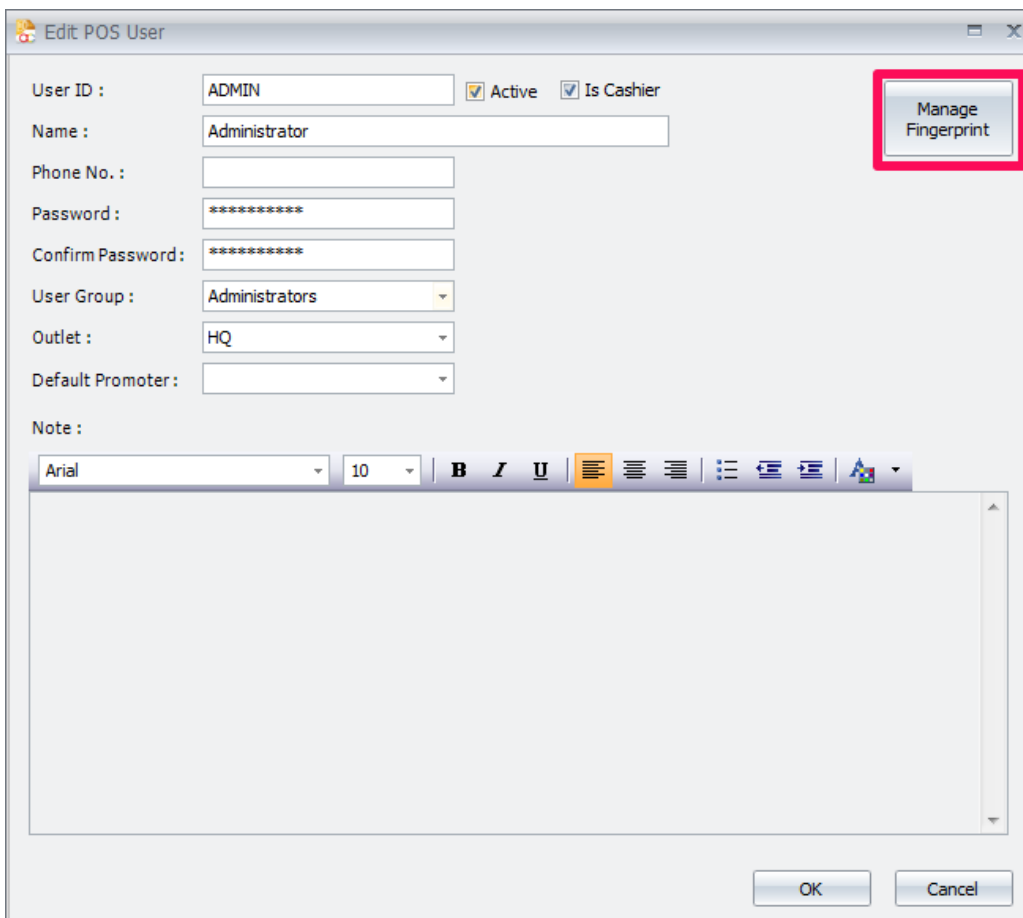 Edit POS User
User ID : ADMIN Active Is Cashier
Manage
Fingerprint
Name : Administrator
Phone No. :
Password : **********
Confirm Password : **********
User Group : Administrators
Outlet : HQ
Default Promoter :
Note :
Arial 10 B I U
OK Cancel